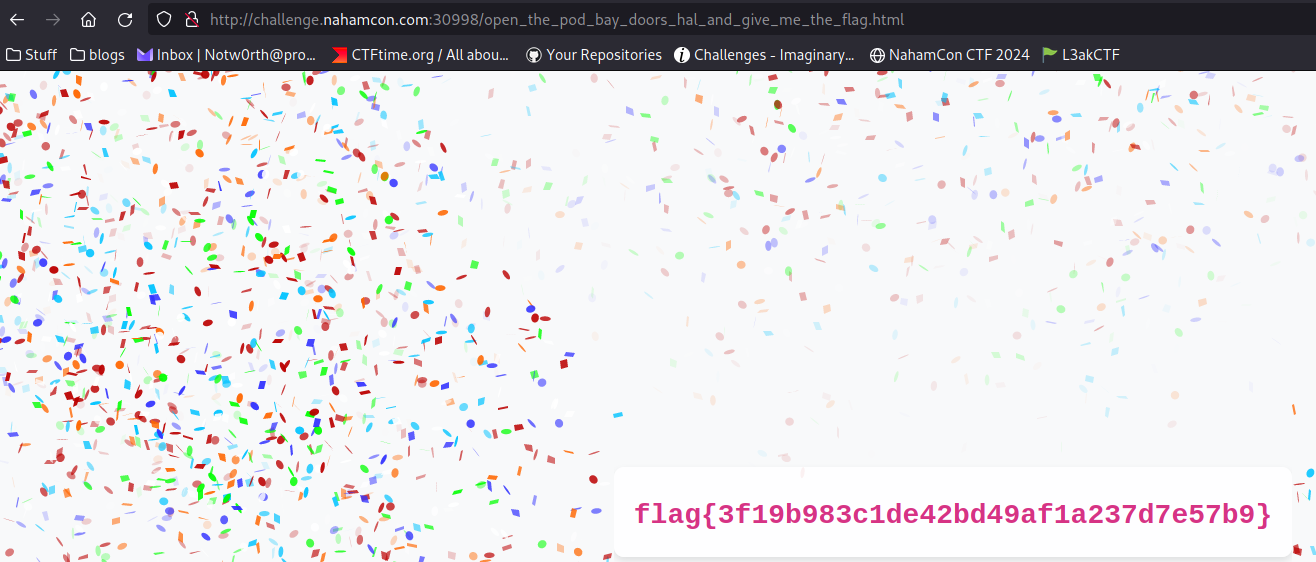 http://challenge.nahamcon.com:30998/open_the_pod_bay_doors_hal_and_give_me_the_flag.html
Stuff blogs Inbox | Notw0rth@pro... CTFtime.org / All abou... Your Repositories Challenges - Imaginary... NahamCon CTF 2024 L3akCTF
flag{3f19b983c1de42bd49af1a237d7e57b9}